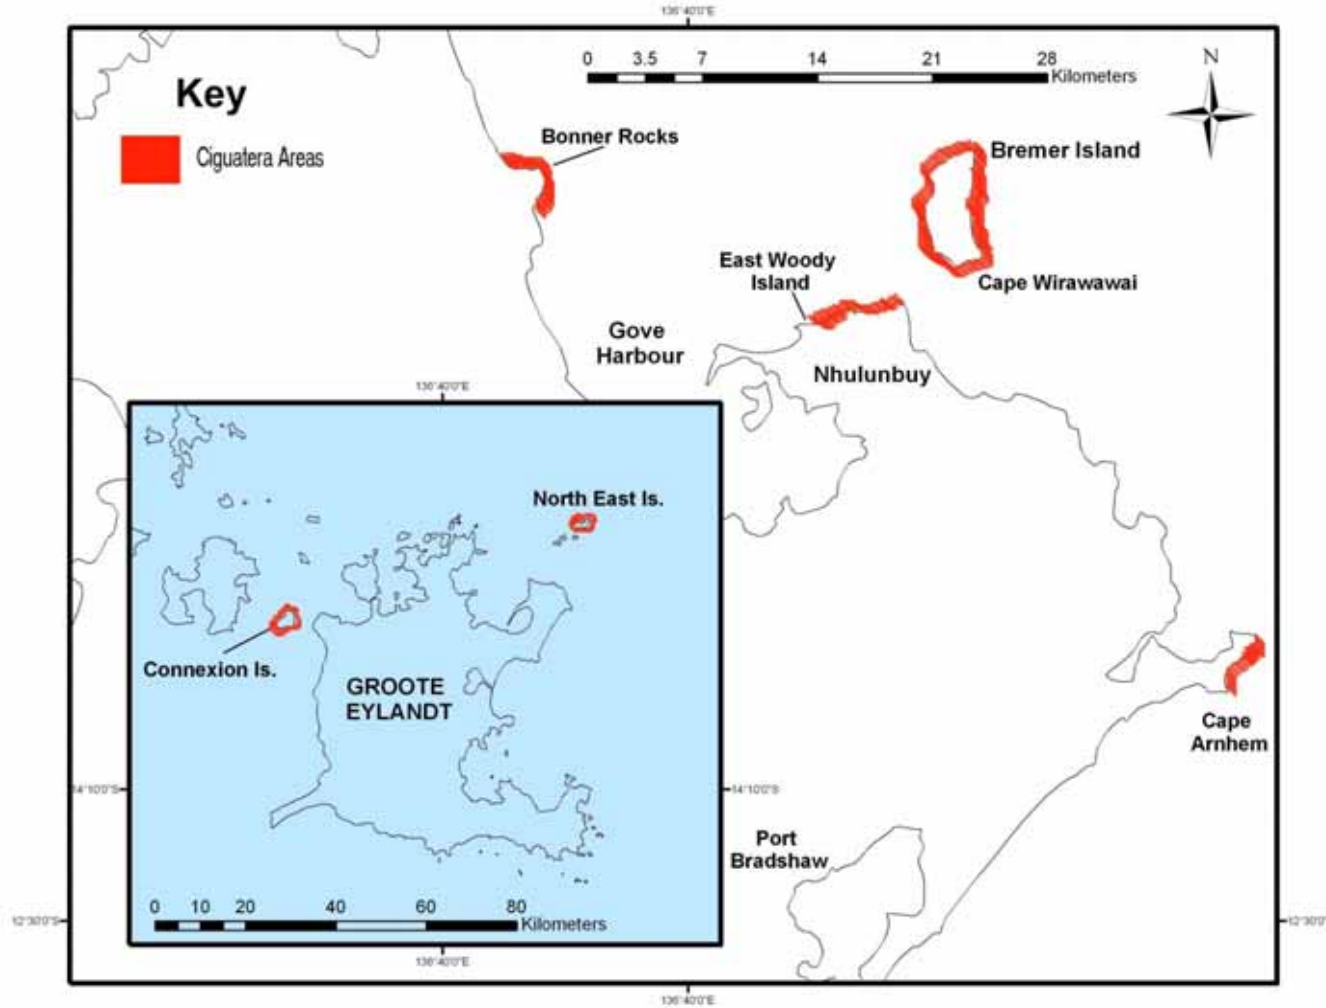 136°40'0"E
0 3.5 7 14 21 28
Kilometers
N
Key
Ciguatera Areas
Bonner Rocks
Bremer Island
East Woody
Island
Cape Wirawawai
Gove
Harbour
Nhulunbuy
136°40'0"E
North East Is.
Connexion Is.
GROOTE
EYLANDT
Cape
Arnhem
14°10'0"S
14°10'0"S
Port
Bradshaw
0 10 20 40 60 80
Kilometers
12°30'0"S
12°30'0"
136°40'0"E
136°40'0"E